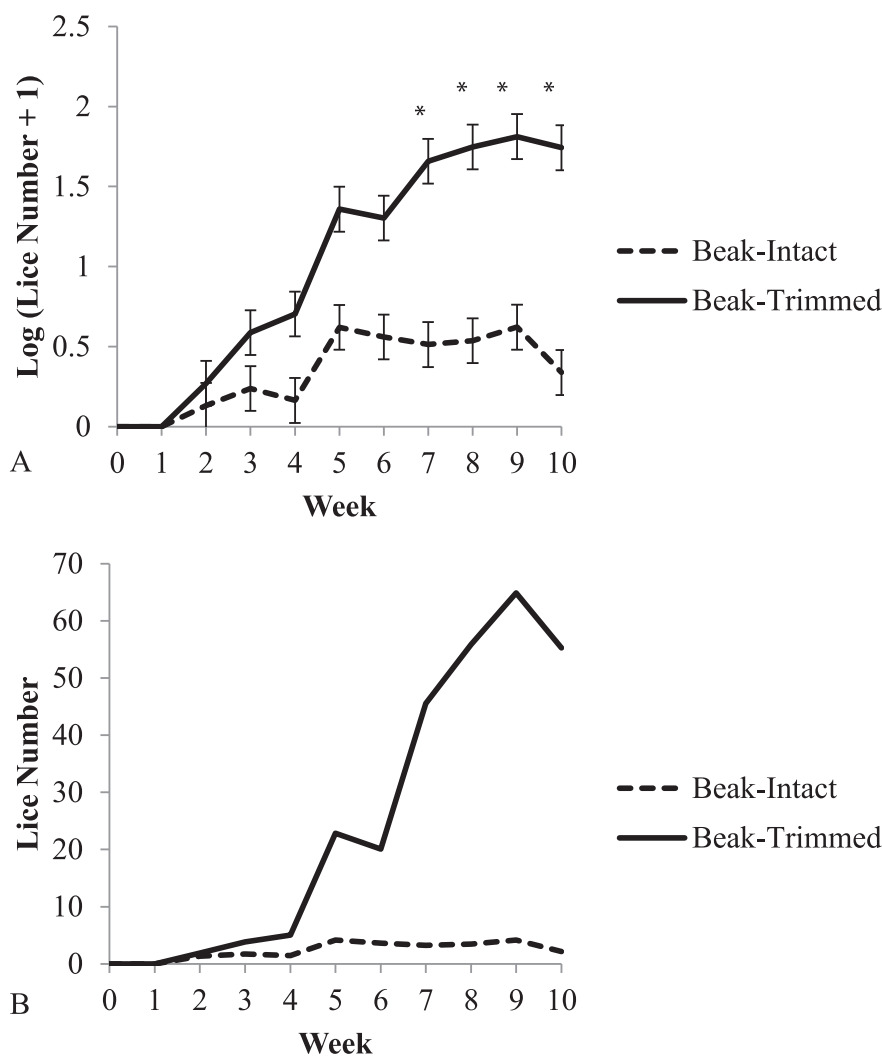 2.5
* * * *
2
1.5
1
0.5
0
Log (Lice Number + 1)
Beak-Intact
Beak-Trimmed
0 1 2 3 4 5 6 7 8 9 10
A
Week
70
60
50
40
30
20
10
0
Lice Number
Beak-Intact
Beak-Trimmed
0 1 2 3 4 5 6 7 8 9 10
B
Week